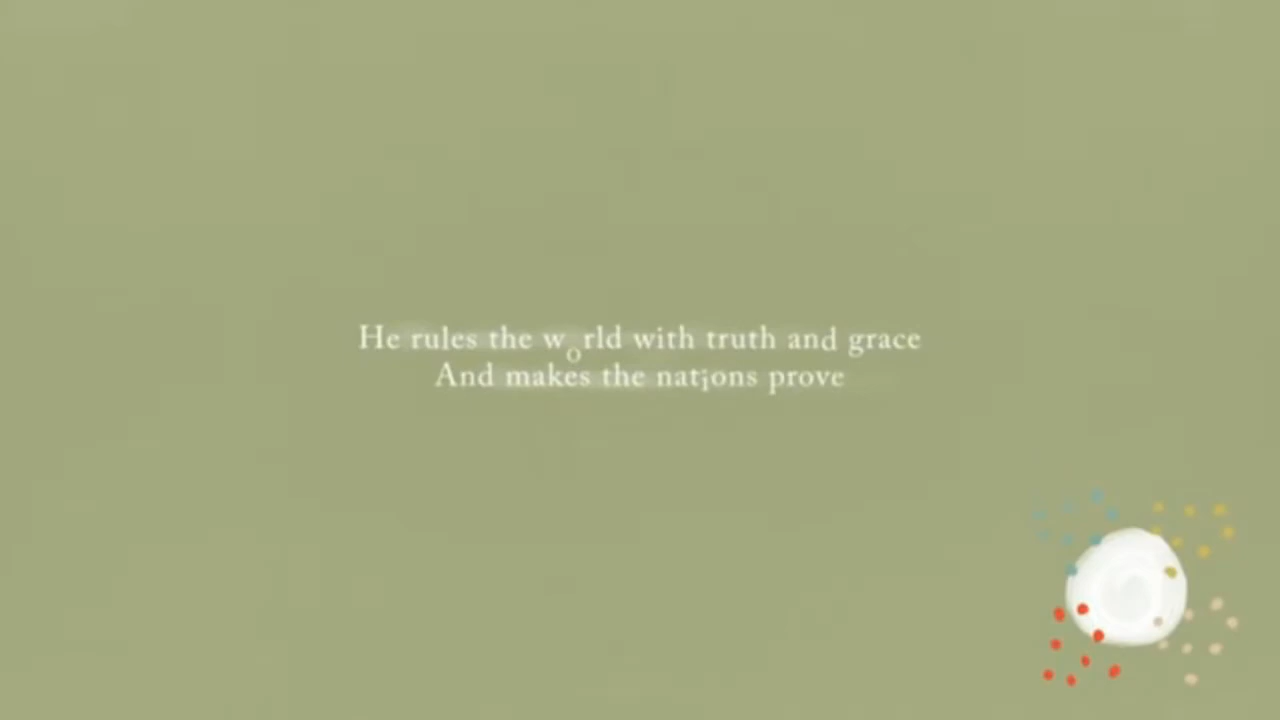 He rules the world with truth and grace
And makes the nations prove